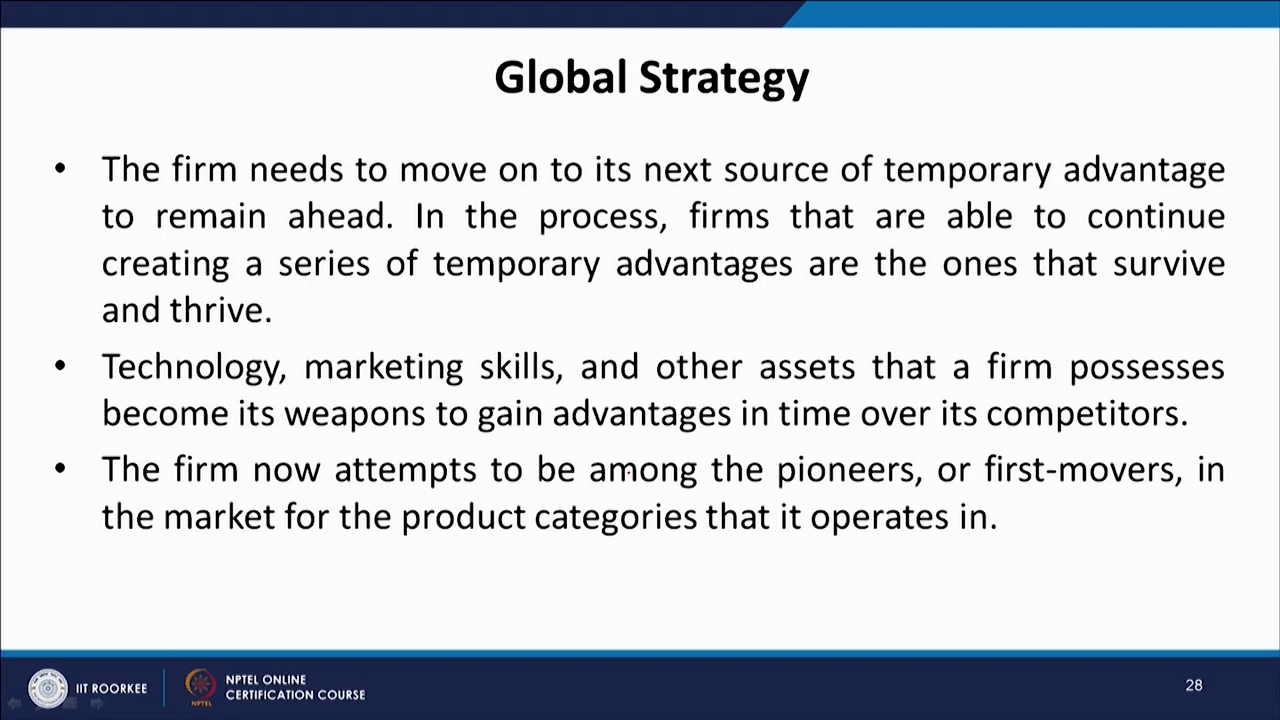 Global Strategy
• The firm needs to move on to its next source of temporary advantage
to remain ahead. In the process, firms that are able to continue
creating a series of temporary advantages are the ones that survive
and thrive.
• Technology, marketing skills, and other assets that a firm possesses
become its weapons to gain advantages in time over its competitors.
• The firm now attempts to be among the pioneers, or first-movers, in
the market for the product categories that it operates in.
IIT ROORKEE
NPTEL
NPTEL ONLINE
CERTIFICATION COURSE
28